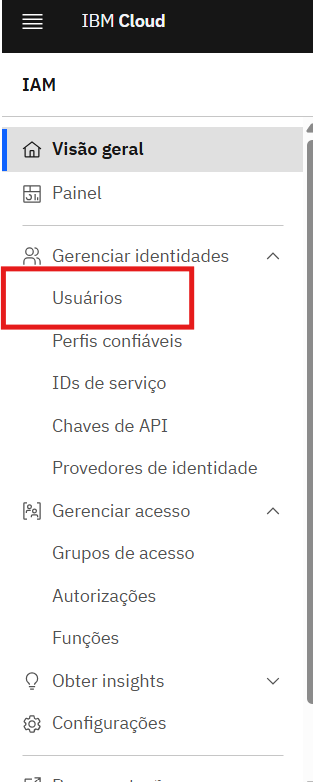 IBM Cloud
IAM
Visão geral
Painel
Gerenciar identidades
Usuários
Perfis confiáveis
IDs de serviço
Chaves de API
Provedores de identidade
Gerenciar acesso
Grupos de acesso
Autorizações
Funções
Obter insights
Configurações